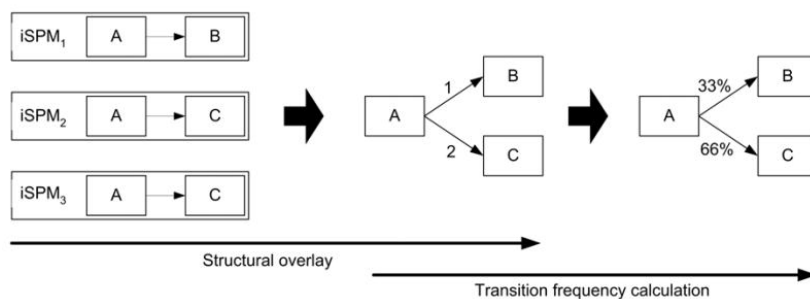 iSPM1 A B
iSPM2 A C
iSPM3 A C
A 1 B
2 C
A 33% B
66% C
Structural overlay
Transition frequency calculation